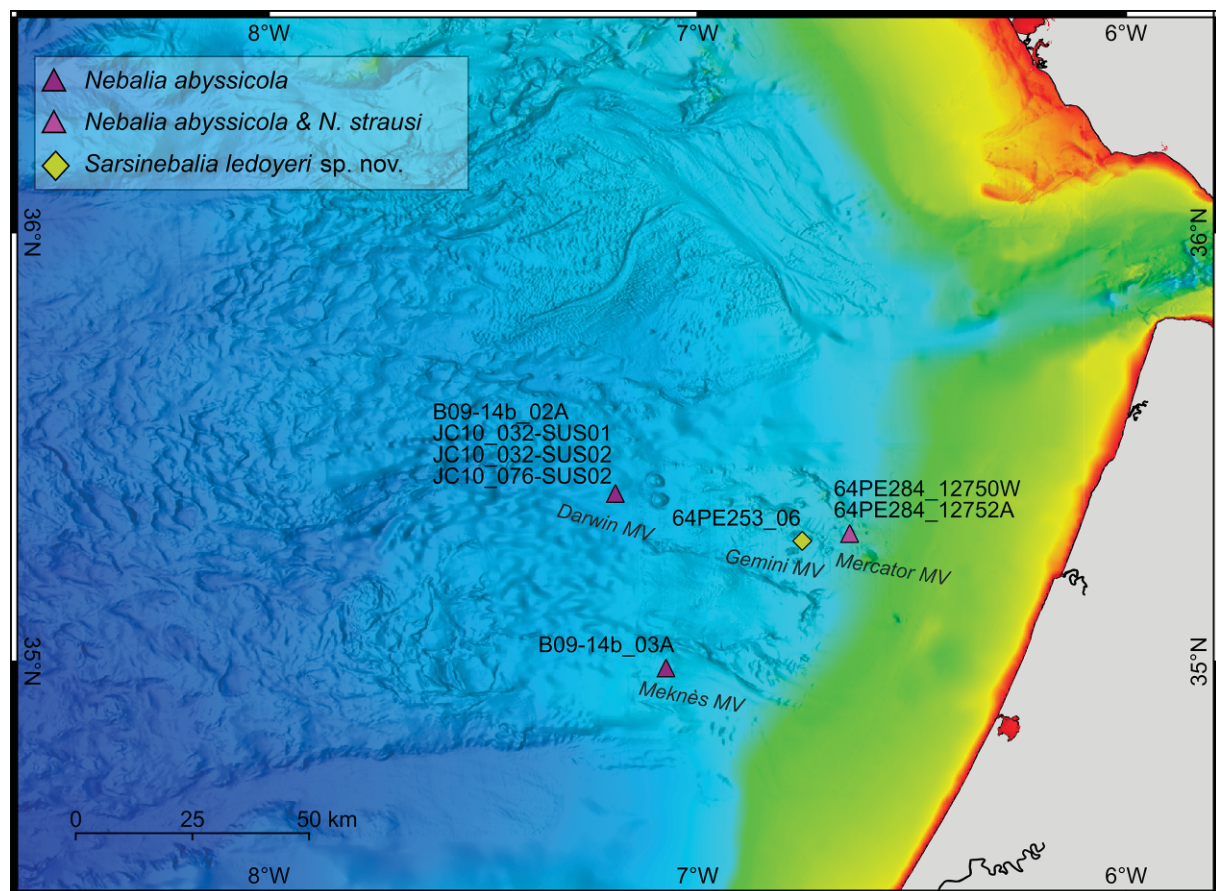 8°W
7°W
6°W
Nebalia abyssicola
Nebalia abyssicola & N. strausi
Sarsinebalia ledoyeri sp. nov.
36°N
36°N
B09-14b_02A
JC10_032-SUS01
JC10_032-SUS02
JC10_076-SUS02
Darwin MV
64PE284_12750W
64PE284_12752A
64PE253_06
Gemini MV
Mercator MV
B09-14b_03A
Meknès MV
35°N
35°N
0 25 50 km
8°W
7°W
6°W